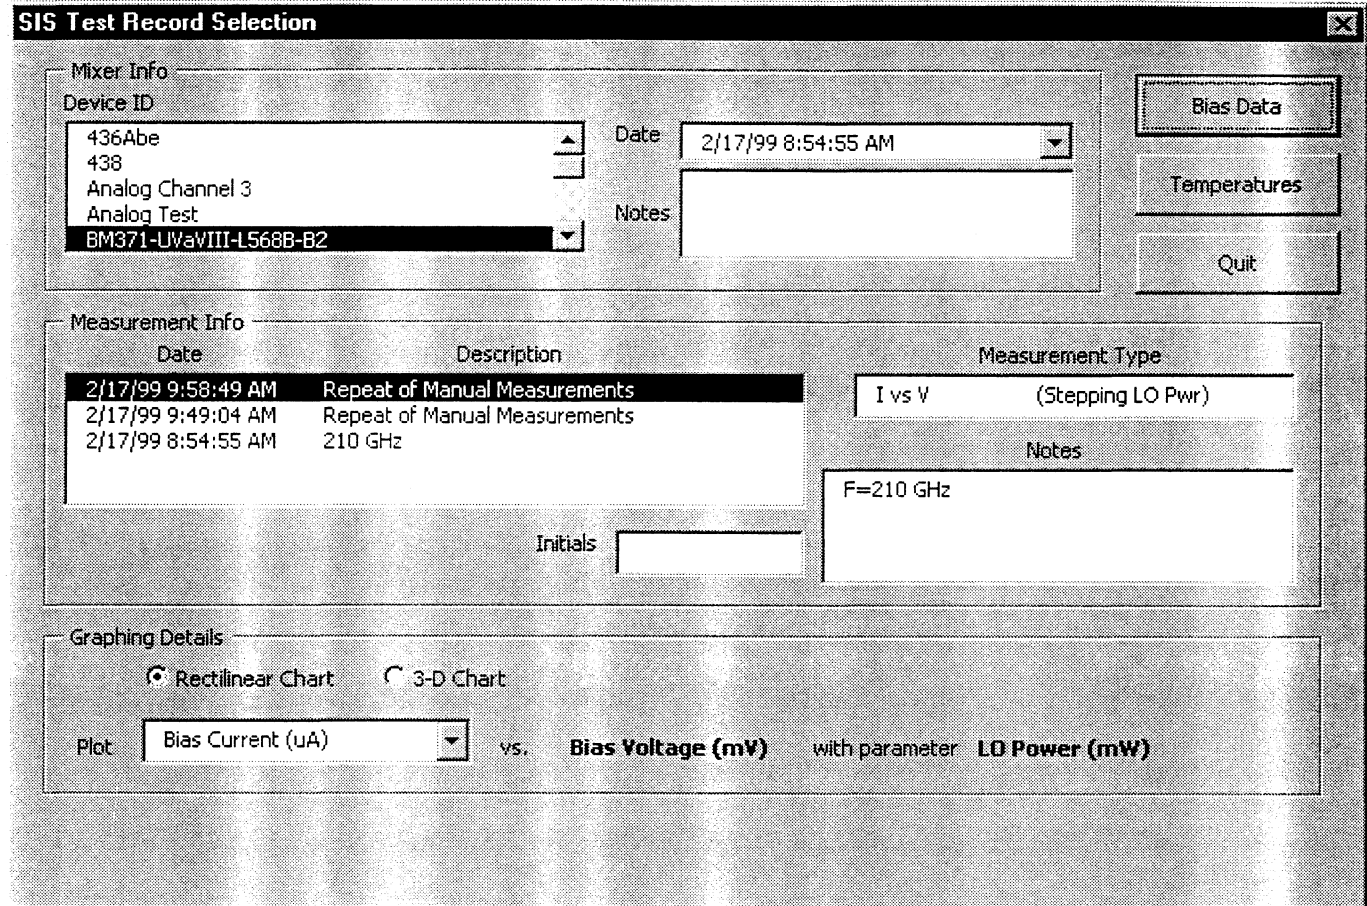 SIS Test Record Selection
Mixer Info
Device ID
436Abe
438
Analog Channel 3
Analog Test
BM371-UVaVIII-L568B-B2
Date
2/17/99 8:54:55 AM
Notes
Bias Data
Temperatures
Quit
Measurement Info
Date Description
2/17/99 9:58:49 AM Repeat of Manual Measurements
2/17/99 9:49:04 AM Repeat of Manual Measurements
2/17/99 8:54:55 AM 210 GHz
Initials
Measurement Type
I vs V (Stepping LO Pwr)
Notes
F=210 GHz
Graphing Details
Rectilinear Chart 3-D Chart
Plot Bias Current (uA) vs. Bias Voltage (mV) with parameter LO Power (mW)